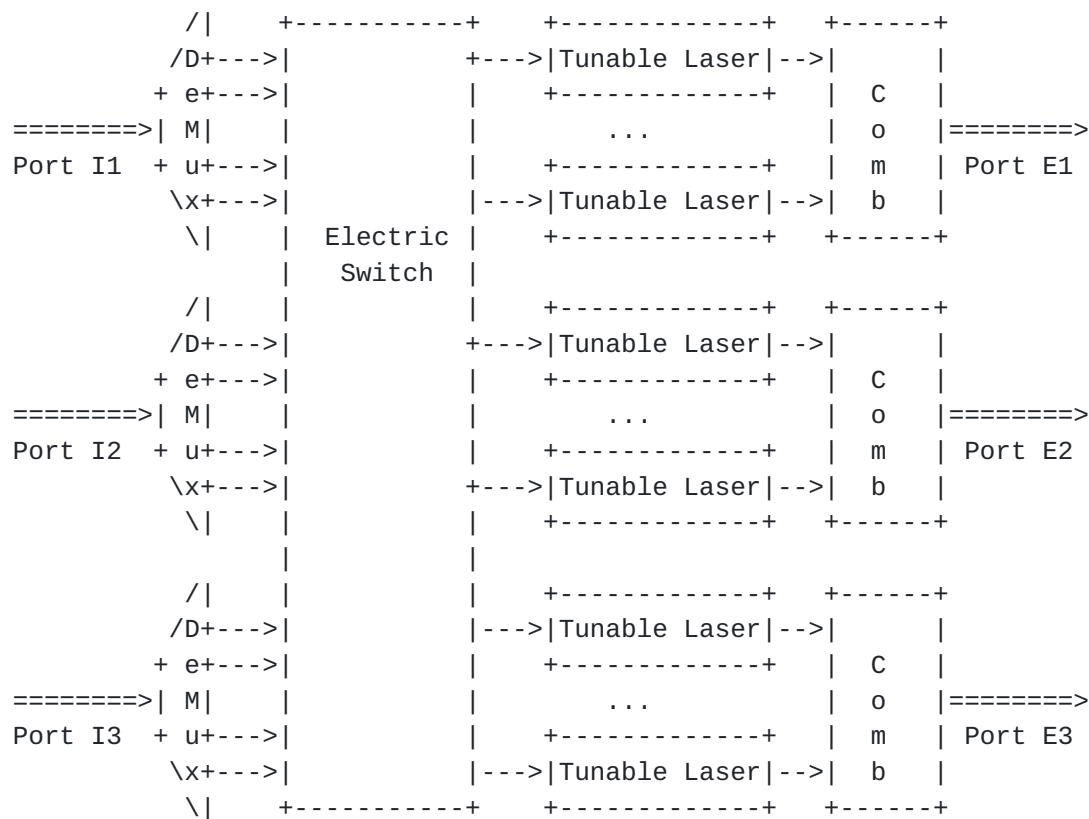 /|    +-----------+    +-------------+   +------+
        /D+--->|           +--->|Tunable Laser|-->|      |
       + e+--->|           |    +-------------+   |  C   |
========>| M|    |           |         ...          |  o   |========>
Port I1  + u+--->|           |    +-------------+   |  m   | Port E1
        \x+--->|           |--->|Tunable Laser|-->|  b   |
         \|    |  Electric |    +-------------+   +------+
               |   Switch  |
         /|    |           |    +-------------+   +------+
        /D+--->|           +--->|Tunable Laser|-->|      |
       + e+--->|           |    +-------------+   |  C   |
========>| M|    |           |         ...          |  o   |========>
Port I2  + u+--->|           |    +-------------+   |  m   | Port E2
        \x+--->|           +--->|Tunable Laser|-->|  b   |
         \|    |           |    +-------------+   +------+
               |           |
         /|    |           |    +-------------+   +------+
        /D+--->|           |--->|Tunable Laser|-->|      |
       + e+--->|           |    +-------------+   |  C   |
========>| M|    |           |         ...          |  o   |========>
Port I3  + u+--->|           |    +-------------+   |  m   | Port E3
        \x+--->|           |--->|Tunable Laser|-->|  b   |
         \|    +-----------+    +-------------+   +------+